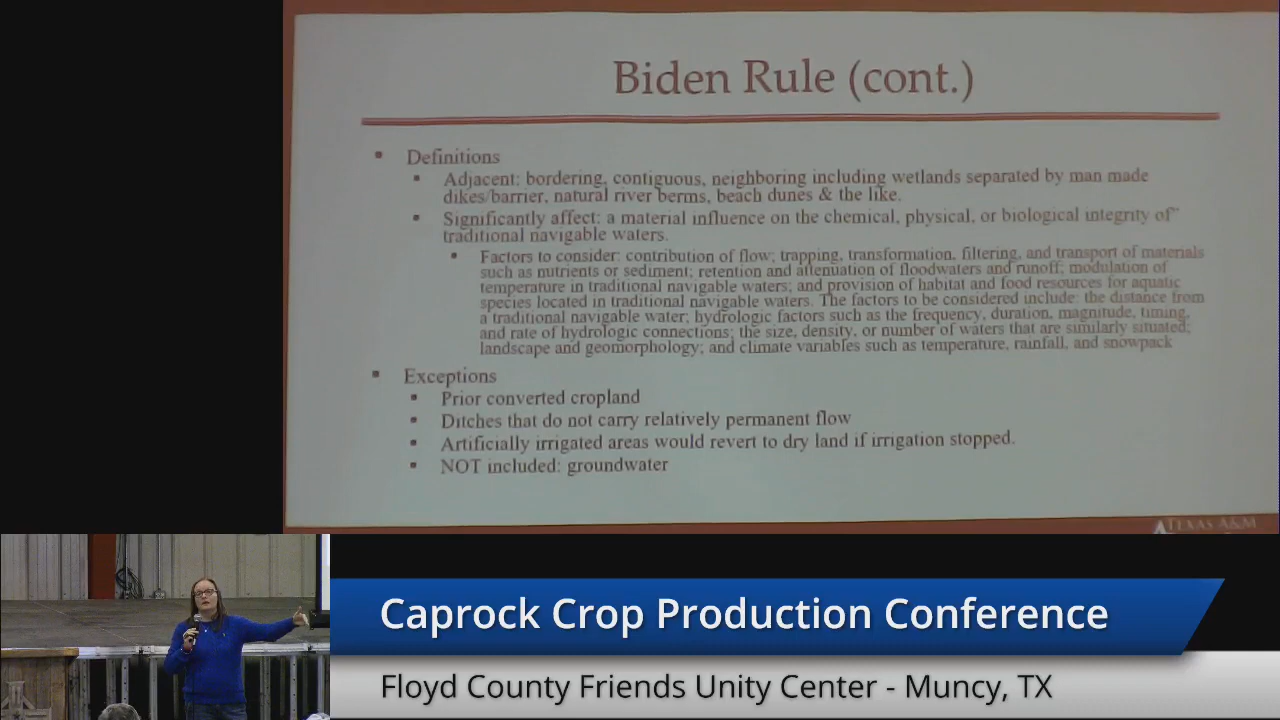 Biden Rule (cont.)
▪ Definitions
▪ Adjacent: bordering, contiguous, neighboring including wetlands separated by man made
dikes/barrier, natural river berms, beach dunes & the like.
▪ Significantly affect: a material influence on the chemical, physical, or biological integrity of"
traditional navigable waters.
▪ Factors to consider: contribution of flow; trapping, transformation, filtering, and transport of materials
such as nutrients or sediment; retention and attenuation of floodwaters and runoff; modulation of
temperature in traditional navigable waters; and provision of habitat and food resources for aquatic
species located in traditional navigable waters. The factors to be considered include: the distance from
a traditional navigable water; hydrologic factors such as the frequency, duration, magnitude, timing,
and rate of hydrologic connections; the size, density, or number of waters that are similarly situated;
landscape and geomorphology; and climate variables such as temperature, rainfall, and snowpack
▪ Exceptions
▪ Prior converted cropland
▪ Ditches that do not carry relatively permanent flow
▪ Artificially irrigated areas would revert to dry land if irrigation stopped.
▪ NOT included: groundwater
TEXAS A&M
Caprock Crop Production Conference
Floyd County Friends Unity Center - Muncy, TX